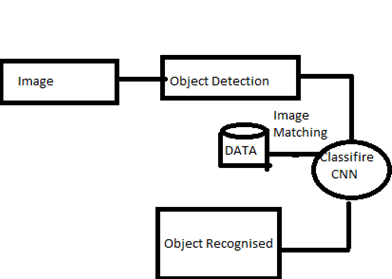 Image
Object Detection
Image
Matching
DATA
Classifire
CNN
Object Recognised